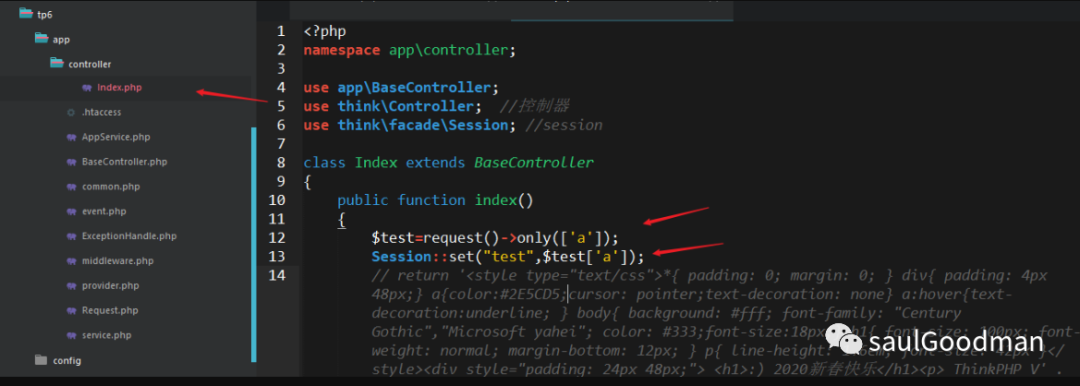 tp6
app
controller
Index.php
.htaccess
AppService.php
BaseController.php
common.php
event.php
ExceptionHandle.php
middleware.php
provider.php
Request.php
service.php
config
1 <?php
2 namespace app\controller;
3
4 use app\BaseController;
5 use think\Controller; //控制器
6 use think\facade\Session; //session
7
8 class Index extends BaseController
9 {
10 public function index()
11 {
12 $test=request()->only(['a']);
13 Session::set("test",$test['a']);
14 // return '<style type="text/css">*{ padding: 0; margin: 0; } div{ padding: 4px
48px;} a{color:#2E5CD5;cursor: pointer;text-decoration: none} a:hover{text-
decoration:underline; } body{ background: #fff; font-family: "Century
Gothic","Microsoft yahei"; color: #333;font-size:18px;} h1{ font-size: 100px; font-
weight: normal; margin-bottom: 12px; } p{ line-height: 1.6em; font-size: 42px }</
style><div style="padding: 24px 48px;"> <h1>:) 2020新春快乐</h1><p> ThinkPHP V' .
saulGoodman